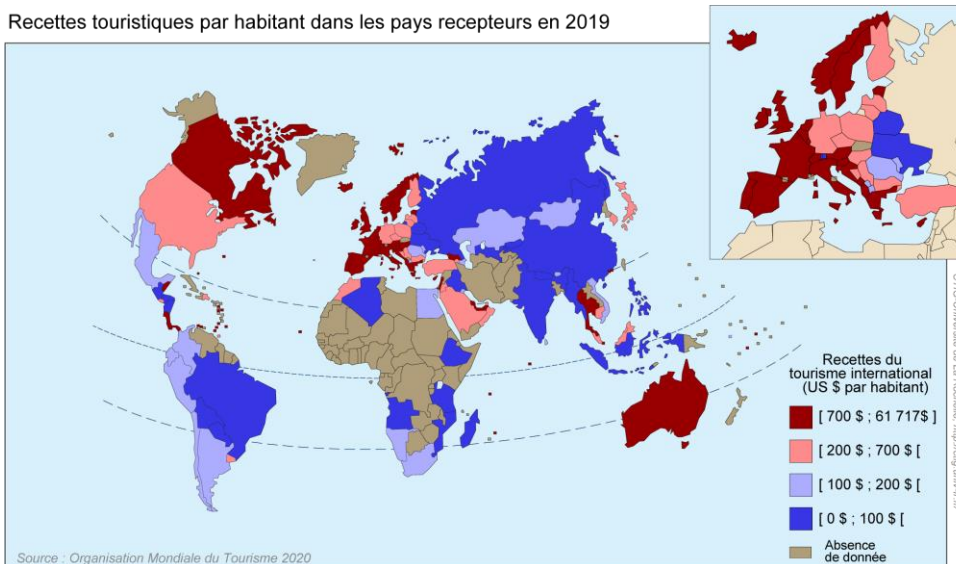 Recettes touristiques par habitant dans les pays recepteurs en 2019
Recettes du
tourisme international
(US $ par habitant)
[ 700 $ ; 61 717$ ]
[ 200 $ ; 700 $ [
[ 100 $ ; 200 $ [
[ 0 $ ; 100 $ [
Absence
de donnée
Source : Organisation Mondiale du Tourisme 2020